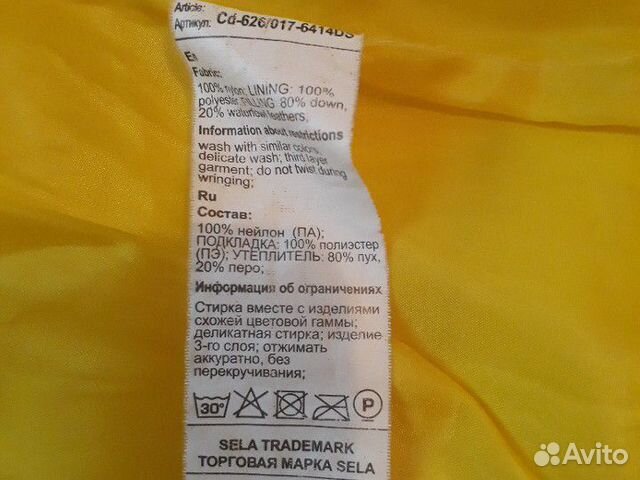 Article:
Артикул: Cd-626/017-6414DS
En
Fabric:
100% nylon; LINING: 100%
polyester FILLING 80% down,
20% waterfowl feathers,
Information about restrictions
wash with similar colors,
delicate wash; third layer
garment; do not twist during
wringing;
Ru
Состав:
100% нейлон (ПА);
ПОДКЛАДКА: 100% полиэстер
(ПЭ); УТЕПЛИТЕЛЬ: 80% пух,
20% перо;
Информация об ограничениях
Стирка вместе с изделиями
схожей цветовой гаммы;
деликатная стирка; изделие
3-го слоя; отжимать
аккуратно, без
перекручивания;
30° P
SELA TRADEMARK
ТОРГОВАЯ МАРКА SELA
Avito